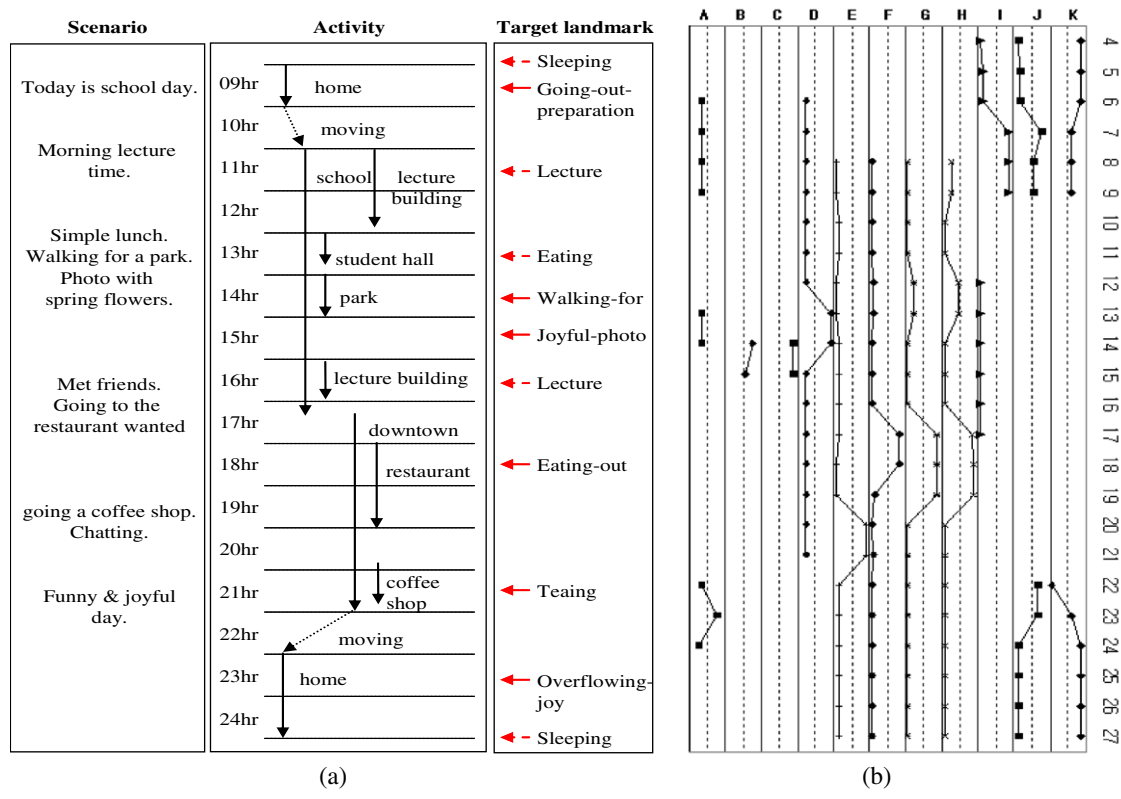 Scenario
Today is school day.
Morning lecture
time.
Simple lunch.
Walking for a park.
Photo with
spring flowers.
Met friends.
Going to the
restaurant wanted
going a coffee shop.
Chatting.
Funny & joyful
day.
Activity
09hr
home
10hr
moving
11hr
school
lecture
building
12hr
13hr
student hall
14hr
park
15hr
16hr
lecture building
17hr
downtown
18hr
restaurant
19hr
20hr
21hr
coffee
shop
22hr
moving
23hr
home
24hr
Target landmark
Sleeping
Going-out-
preparation
Lecture
Eating
Walking-for
Joyful-photo
Lecture
Eating-out
Teaing
Overflowing-
joy
Sleeping
(a)
A B C D E F G H I J K
4
5
6
7
8
9
10
11
12
13
14
15
16
17
18
19
20
21
22
23
24
25
26
27
(b)